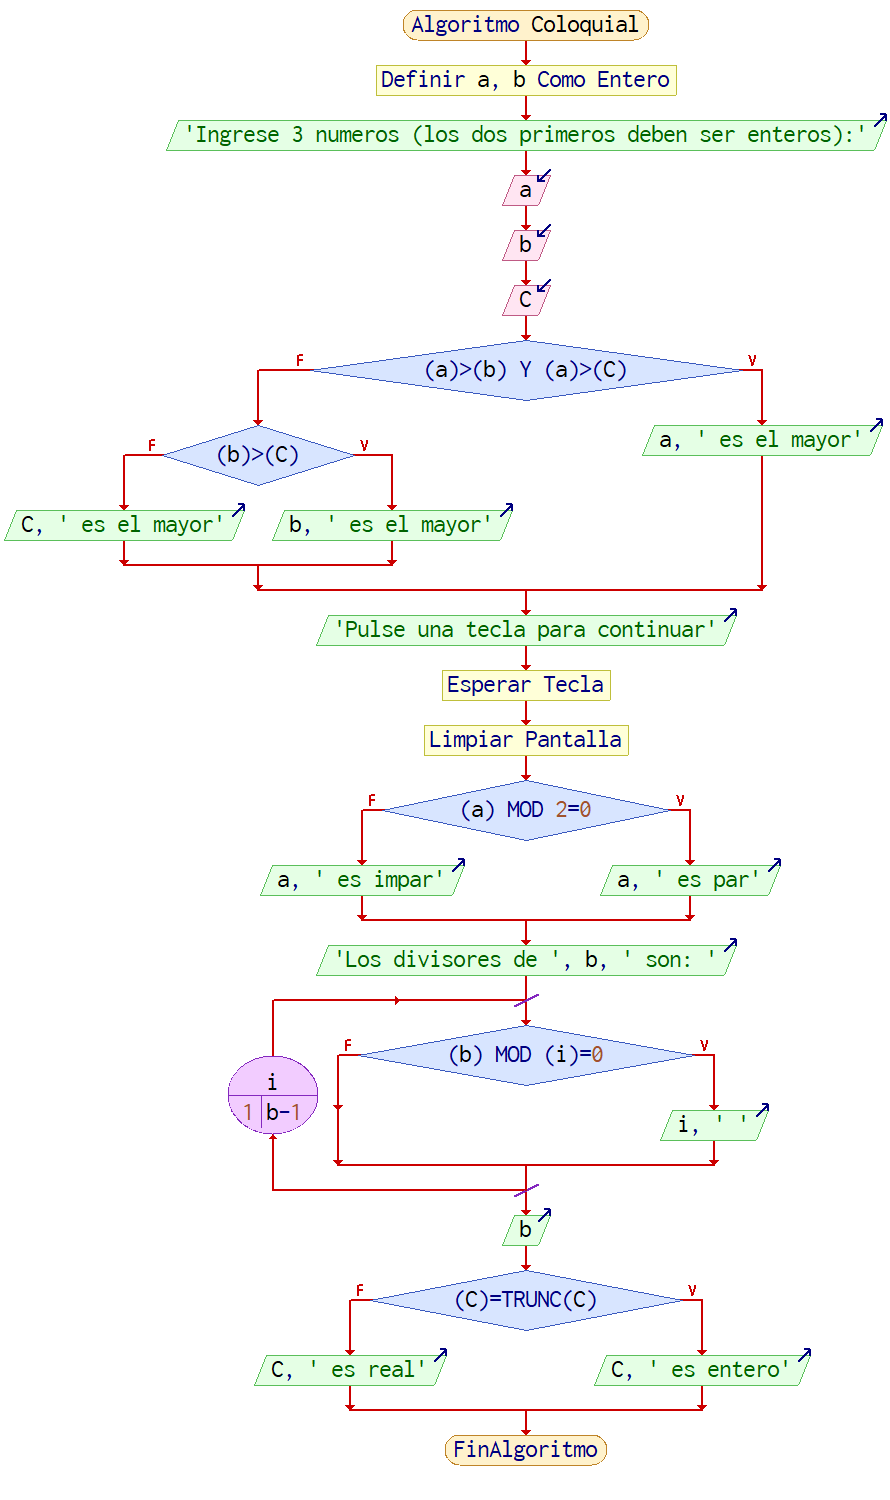 Algoritmo Coloquial
Definir a, b Como Entero
'Ingrese 3 numeros (los dos primeros deben ser enteros):'
a
b
C
F
(a)>(b) Y (a)>(C)
V
F
(b)>(C)
V
a, ' es el mayor'
C, ' es el mayor'
b, ' es el mayor'
'Pulse una tecla para continuar'
Esperar Tecla
Limpiar Pantalla
F
(a) MOD 2=0
V
a, ' es impar'
a, ' es par'
'Los divisores de ', b, ' son: '
F
(b) MOD (i)=0
V
i
1 b-1
i, ' '
b
F
(C)=TRUNC(C)
V
C, ' es real'
C, ' es entero'
FinAlgoritmo